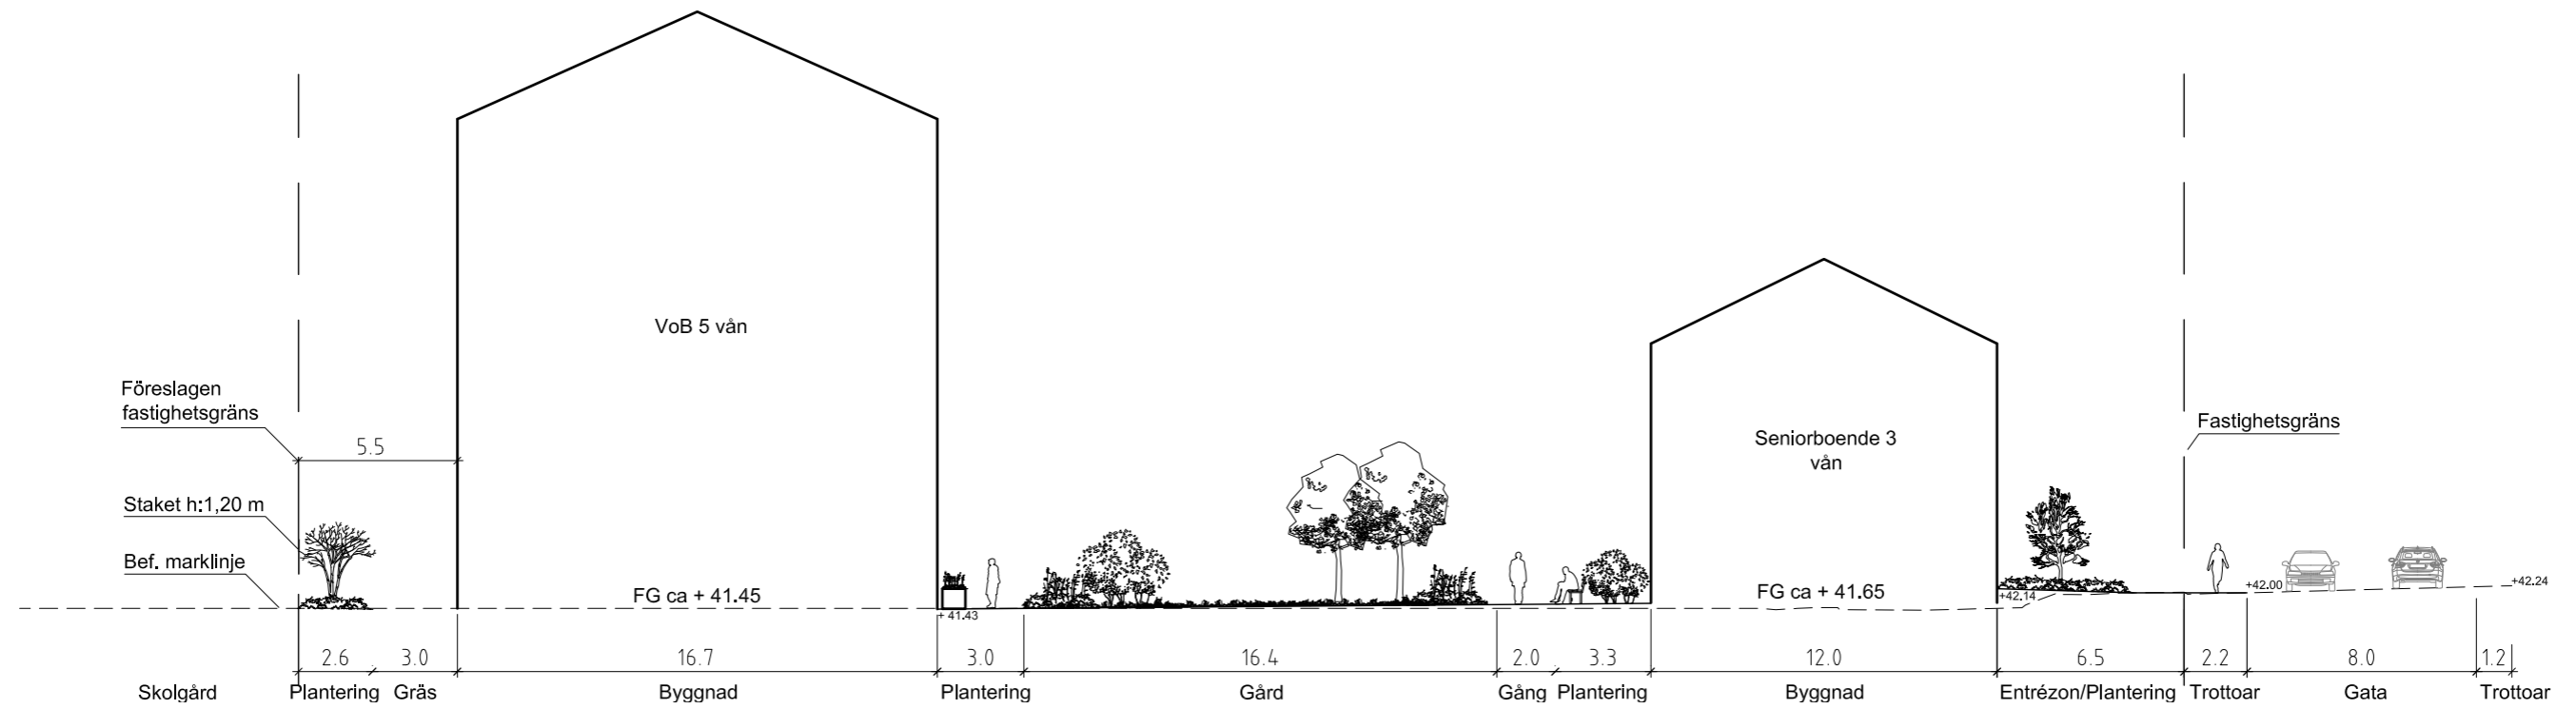 VoB 5 vån
Föreslagen
fastighetsgräns
Fastighetsgräns
5.5
Seniorboende 3
vån
Staket h:1,20 m
Bef. marklinje
FG ca + 41.45
FG ca + 41.65
+ 41.43
+42.14
+42.00
+42.24
2.6 3.0 16.7 3.0 16.4 2.0 3.3 12.0 6.5 2.2 8.0 1.2
Skolgård Plantering Gräs Byggnad Plantering Gård Gång Plantering Byggnad Entrézon/Plantering Trottoar Gata Trottoar